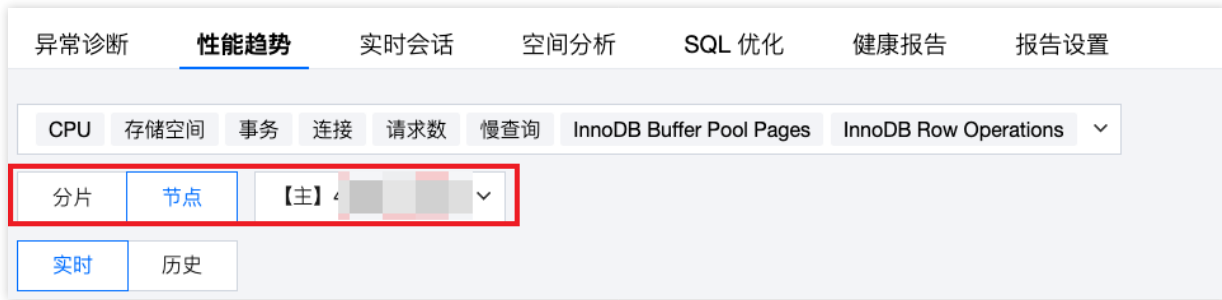 异常诊断 性能趋势 实时会话 空间分析 SQL 优化 健康报告 报告设置
CPU 存储空间 事务 连接 请求数 慢查询 InnoDB Buffer Pool Pages InnoDB Row Operations
分片 节点 【主】
实时 历史